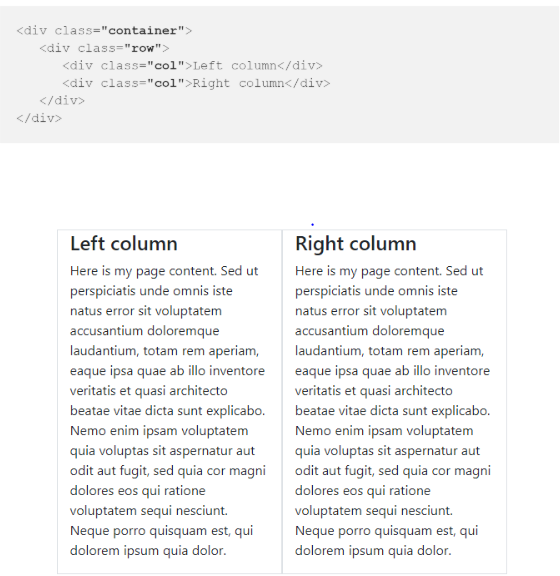 <div class="container">
<div class="row">
<div class="col">Left column</div>
<div class="col">Right column</div>
</div>
</div>
Left column
Here is my page content. Sed ut
perspiciatis unde omnis iste
natus error sit voluptatem
accusantium doloremque
laudantium, totam rem aperiam,
eaque ipsa quae ab illo inventore
veritatis et quasi architecto
beatae vitae dicta sunt explicabo.
Nemo enim ipsam voluptatem
quia voluptas sit aspernatur aut
odit aut fugit, sed quia cor magni
dolores eos qui ratione
voluptatem sequi nesciunt.
Neque porro quisquam est, qui
dolorem ipsum quia dolor.
Right column
Here is my page content. Sed ut
perspiciatis unde omnis iste
natus error sit voluptatem
accusantium doloremque
laudantium, totam rem aperiam,
eaque ipsa quae ab illo inventore
veritatis et quasi architecto
beatae vitae dicta sunt explicabo.
Nemo enim ipsam voluptatem
quia voluptas sit aspernatur aut
odit aut fugit, sed quia cor magni
dolores eos qui ratione
voluptatem sequi nesciunt.
Neque porro quisquam est, qui
dolorem ipsum quia dolor.